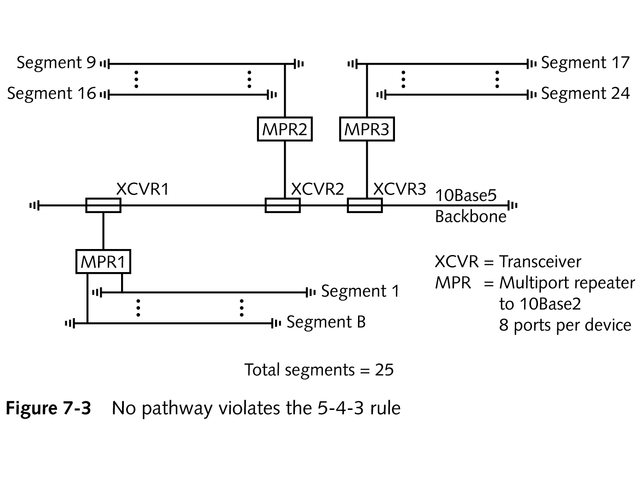 Segment 9
Segment 17
Segment 16
Segment 24
MPR2
MPR3
XCVR1
XCVR2
XCVR3
10Base5
Backbone
MPR1
XCVR = Transceiver
MPR = Multiport repeater
to 10Base2
8 ports per device
Segment 1
Segment B
Total segments = 25
Figure 7-3 No pathway violates the 5-4-3 rule